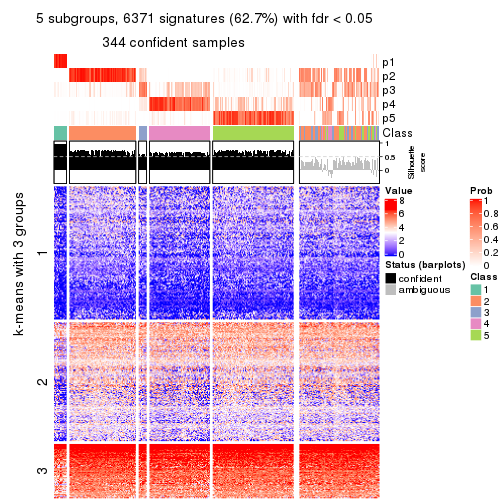 5 subgroups, 6371 signatures (62.7%) with fdr < 0.05
344 confident samples
p1
p2
p3
p4
p5
Class
1
0.5
0
Silhouette
score
k-means with 3 groups
1
2
3
Value
8
6
4
2
0
Status (barplots)
confident
ambiguous
Prob
1
0.8
0.6
0.4
0.2
0
Class
1
2
3
4
5